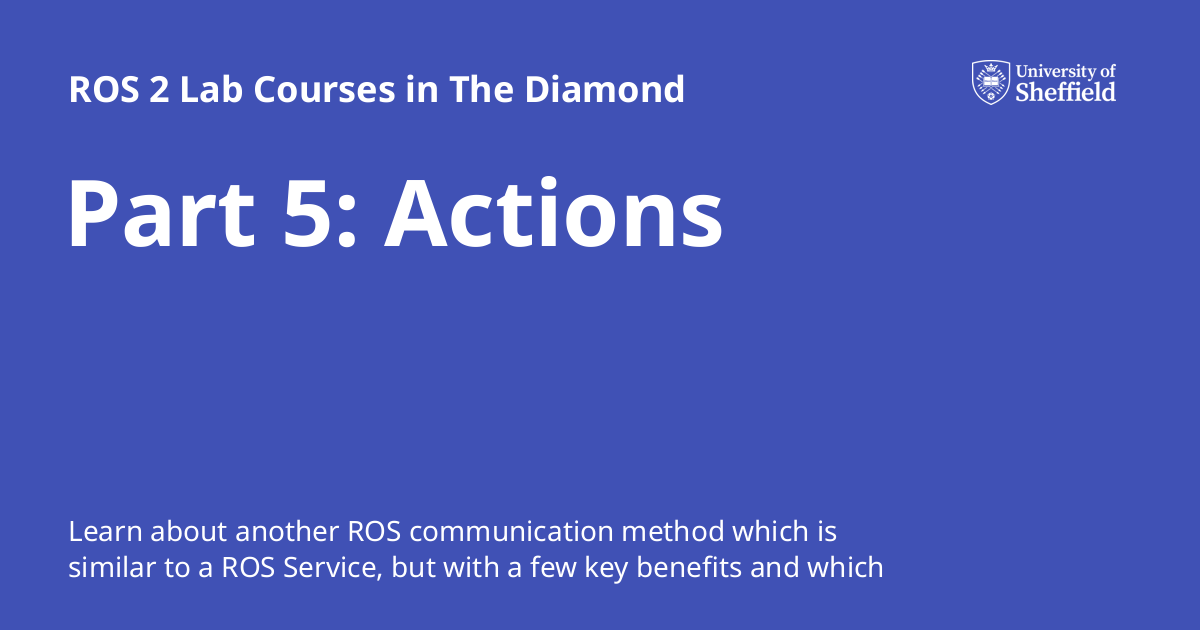 ROS 2 Lab Courses in The Diamond
University of
Sheffield
Part 5: Actions
Learn about another ROS communication method which is
similar to a ROS Service, but with a few key benefits and which